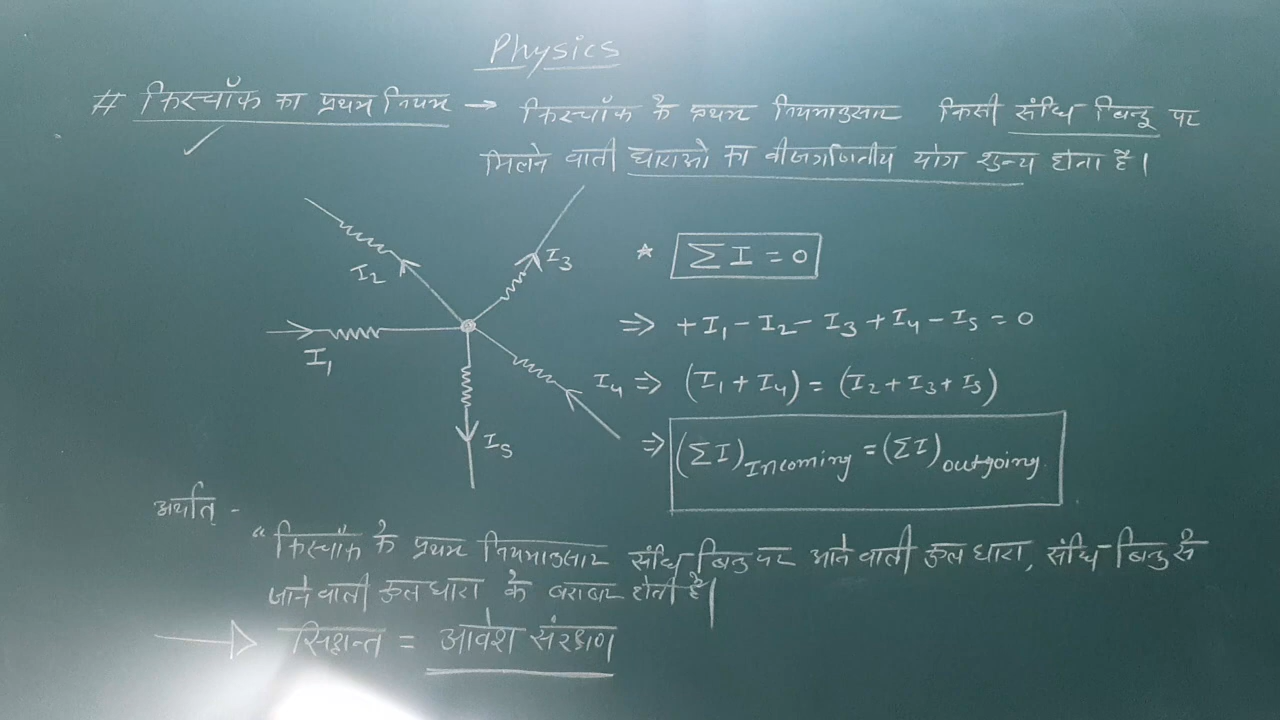 Physics
# किरचॉफ का प्रथम नियम → किरचॉफ के प्रथम नियमानुसार किसी संधि बिन्दु पर
मिलने वाली धाराओ का बीजगणितीय योग शुन्य होता है।
I₂
I₃
I₁
I₄
I₅
* ΣI = 0
⇒ +I₁ - I₂ - I₃ + I₄ - I₅ = 0
⇒ (I₁ + I₄) = (I₂ + I₃ + I₅)
⇒ (ΣI) Incoming = (ΣI) outgoing
अर्थात् -
“किरचॉफ के प्रथम नियमानुसार संधि-बिन्दु पर आने वाली कुल धारा, संधि-बिन्दु से
जाने वाली कुल धारा के बराबर होती है।
सिद्धान्त = आवेश संरक्षण